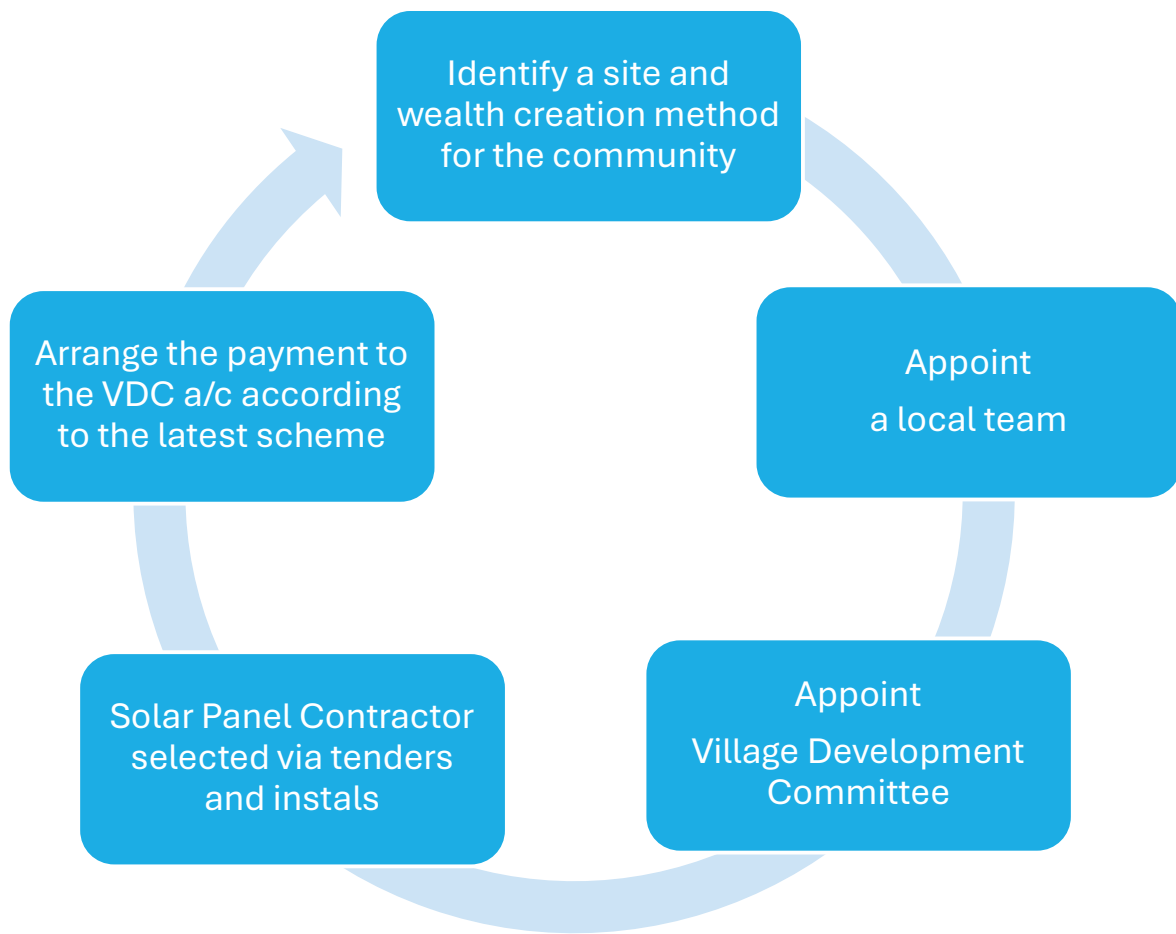 Identify a site and
wealth creation method
for the community
Appoint
a local team
Appoint
Village Development
Committee
Solar Panel Contractor
selected via tenders
and instals
Arrange the payment to
the VDC a/c according
to the latest scheme